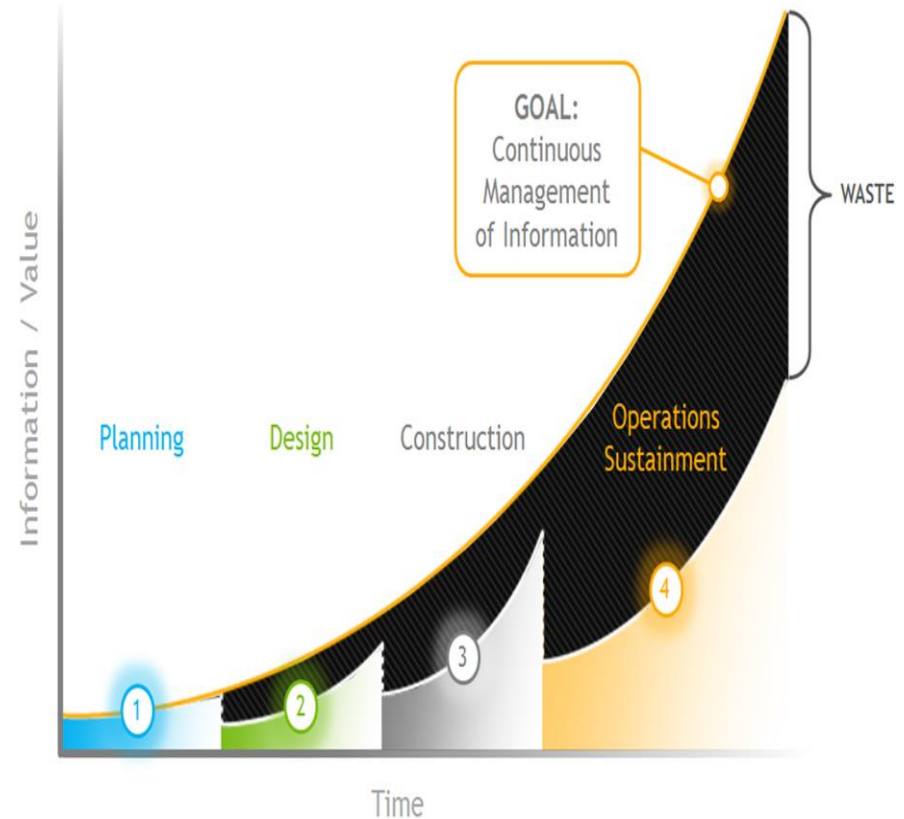 GOAL:
Continuous
Management
of Information
WASTE
Information / Value
Planning
Design
Construction
Operations
Sustainment
1
2
3
4
Time